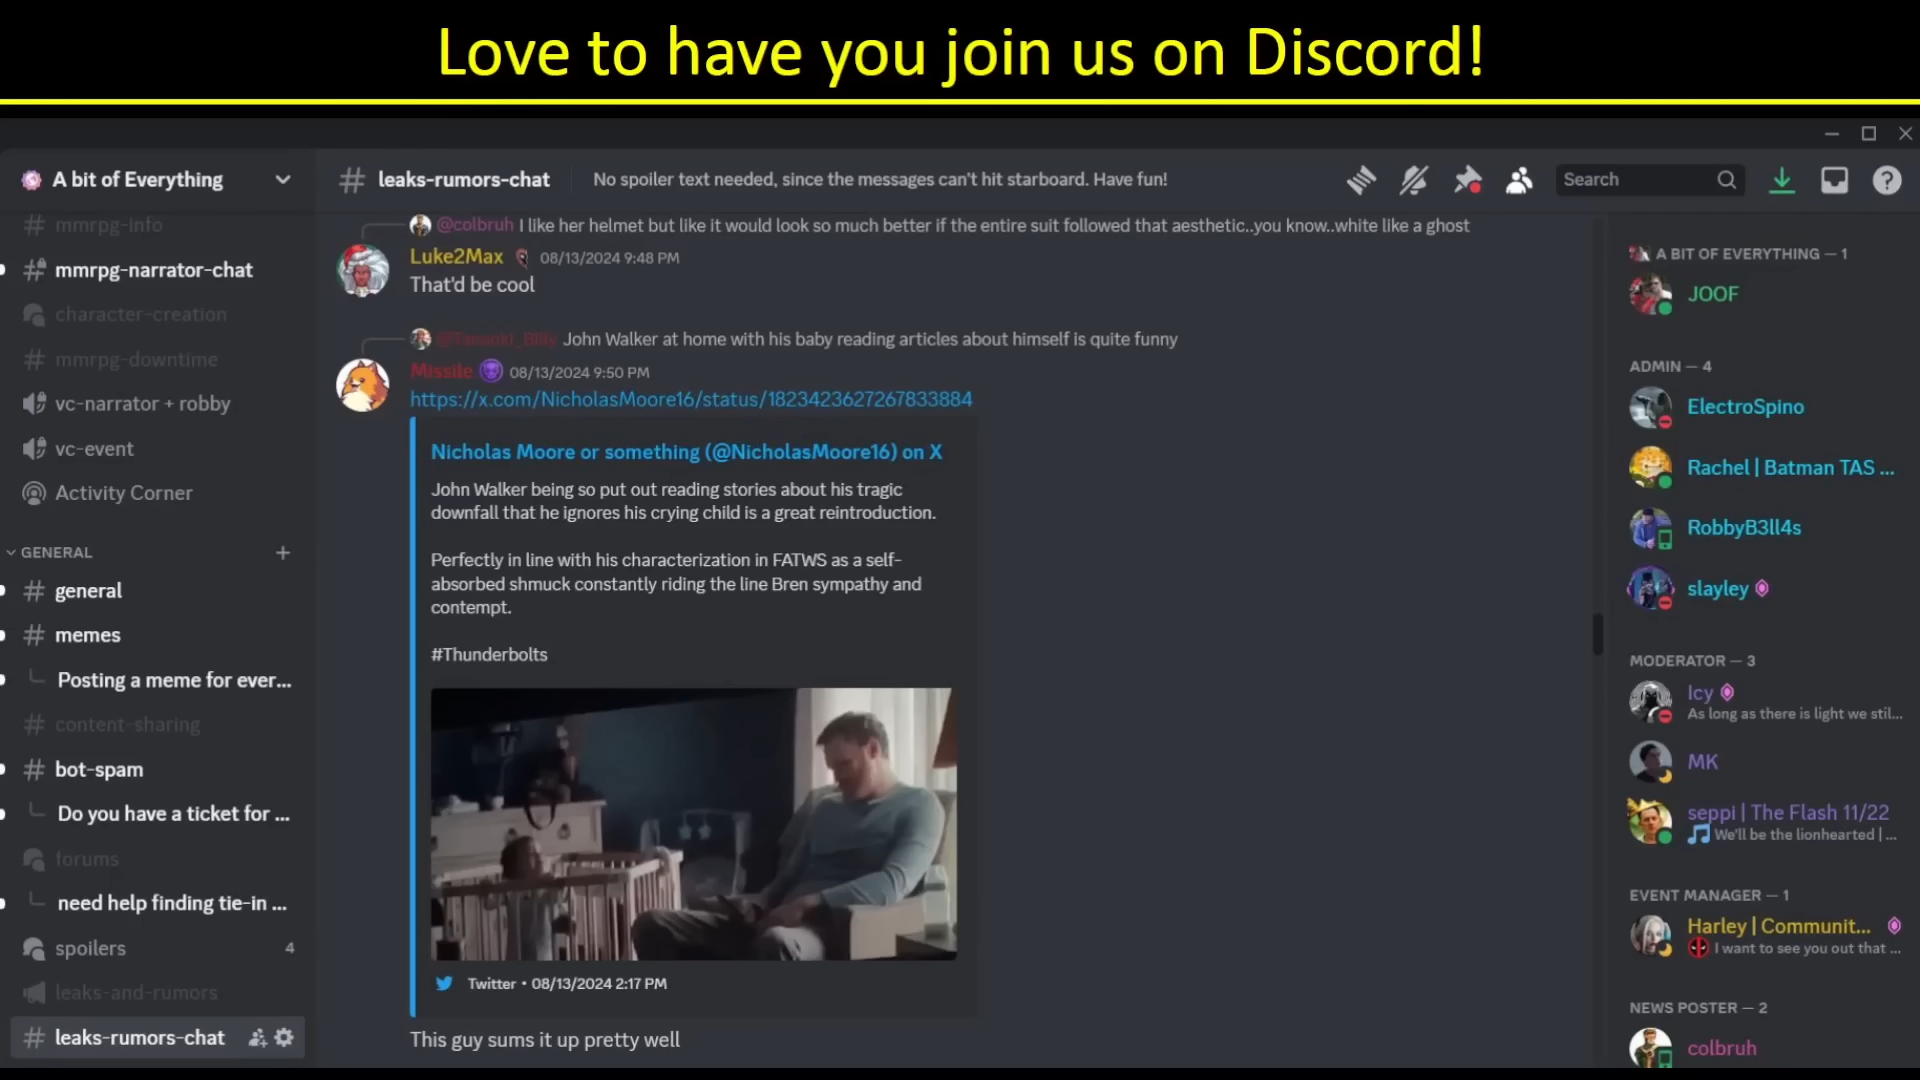 Love to have you join us on Discord!
A bit of Everything
mmrpg-info
mmrpg-narrator-chat
character-creation
mmrpg-downtime
vc-narrator + robby
vc-event
Activity Corner
GENERAL
general
memes
Posting a meme for ever...
content-sharing
bot-spam
Do you have a ticket for ...
forums
need help finding tie-in ...
spoilers 4
leaks-and-rumors
leaks-rumors-chat
leaks-rumors-chat No spoiler text needed, since the messages can't hit starboard. Have fun!
Search
@colbruh I like her helmet but like it would look so much better if the entire suit followed that aesthetic..you know..white like a ghost
Luke2Max 08/13/2024 9:48 PM
That'd be cool
John Walker at home with his baby reading articles about himself is quite funny
Missile 08/13/2024 9:50 PM
https://x.com/NicholasMoore16/status/1823423627267833884
Nicholas Moore or something (@NicholasMoore16) on X
John Walker being so put out reading stories about his tragic
downfall that he ignores his crying child is a great reintroduction.
Perfectly in line with his characterization in FATWS as a self-
absorbed shmuck constantly riding the line Bren sympathy and
contempt.
#Thunderbolts
Twitter • 08/13/2024 2:17 PM
This guy sums it up pretty well
A BIT OF EVERYTHING — 1
JOOF
ADMIN — 4
ElectroSpino
Rachel | Batman TAS ...
RobbyB3ll4s
slayley
MODERATOR — 3
Icy
As long as there is light we stil...
MK
seppi | The Flash 11/22
We'll be the lionhearted | ...
EVENT MANAGER — 1
Harley | Communit...
I want to see you out that ...
NEWS POSTER — 2
colbruh